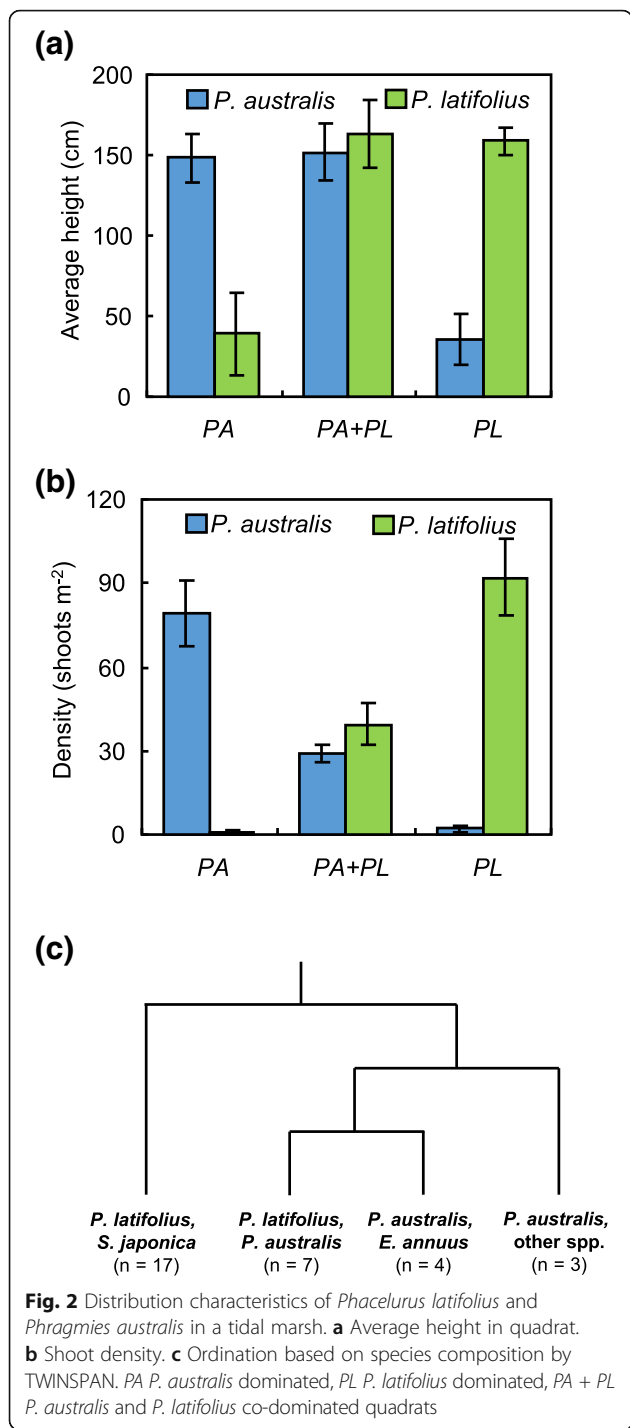 (a)
200
150
100
50
0
Average height (cm)
P. australis P. latifolius
PA PA+PL PL
(b)
120
90
60
30
0
Density (shoots m-2)
P. australis P. latifolius
PA PA+PL PL
(c)
P. latifolius, P. latifolius, P. australis, P. australis,
S. japonica P. australis E. annuus other spp.
(n = 17) (n = 7) (n = 4) (n = 3)
Fig. 2 Distribution characteristics of Phacelurus latifolius and
Phragmies australis in a tidal marsh. a Average height in quadrat.
b Shoot density. c Ordination based on species composition by
TWINSPAN. PA P. australis dominated, PL P. latifolius dominated, PA + PL
P. australis and P. latifolius co-dominated quadrats